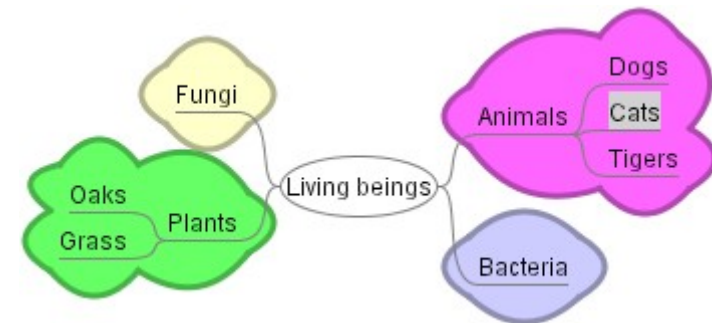 Living beings
Fungi
Plants
Oaks
Grass
Animals
Dogs
Cats
Tigers
Bacteria